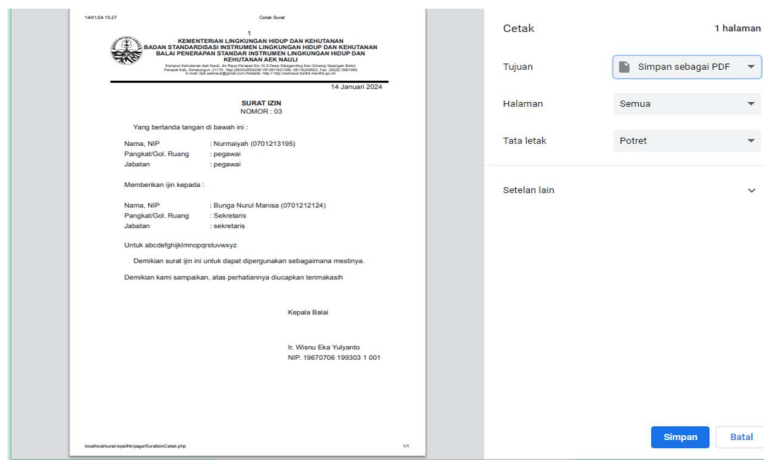 14/01/24 15.27
Cetak Surat
1
KEMENTERIAN LINGKUNGAN HIDUP DAN KEHUTANAN
BADAN STANDARDISASI INSTRUMEN LINGKUNGAN HIDUP DAN KEHUTANAN
BALAI PENERAPAN STANDAR INSTRUMEN LINGKUNGAN HIDUP DAN
KEHUTANAN AEK NAULI
14 Januari 2024
SURAT IZIN
NOMOR : 03
Yang bertanda tangan di bawah ini :
Nama, NIP : Nurmaiyah (0701213195)
Pangkat/Gol. Ruang : pegawai
Jabatan : pegawai
Memberikan ijin kepada :
Nama, NIP : Bunga Nurul Manisa (0701212124)
Pangkat/Gol. Ruang : Sekretaris
Jabatan : sekretaris
Untuk abcdefghijklmnopqrstuvwxyz
Demikian surat ijin ini untuk dapat dipergunakan sebagaimana mestinya.
Demikian kami sampaikan, atas perhatiannya diucapkan terimakasih
Kepala Balai
Ir. Wisnu Eka Yulyanto
NIP. 19670706 199303 1 001
1/1
Cetak 1 halaman
Tujuan Simpan sebagai PDF
Halaman Semua
Tata letak Potret
Setelan lain
Simpan Batal